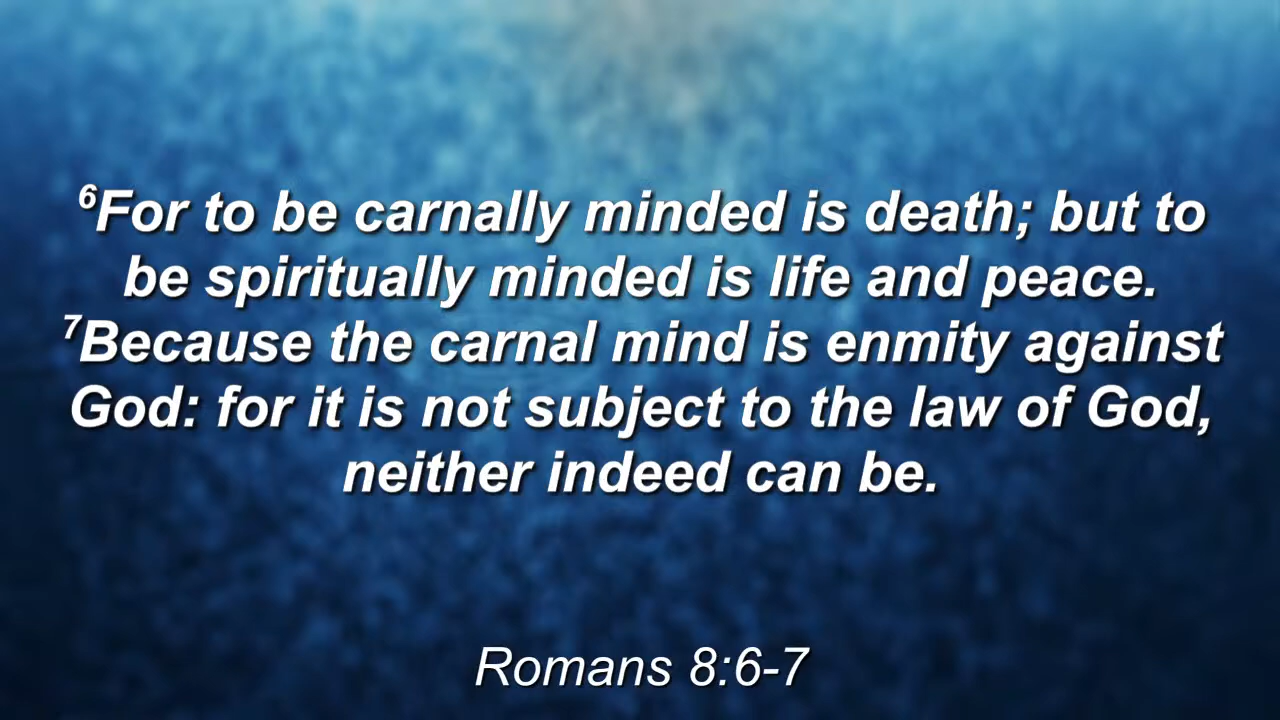 ⁶For to be carnally minded is death; but to
be spiritually minded is life and peace.
⁷Because the carnal mind is enmity against
God: for it is not subject to the law of God,
neither indeed can be.
Romans 8:6-7